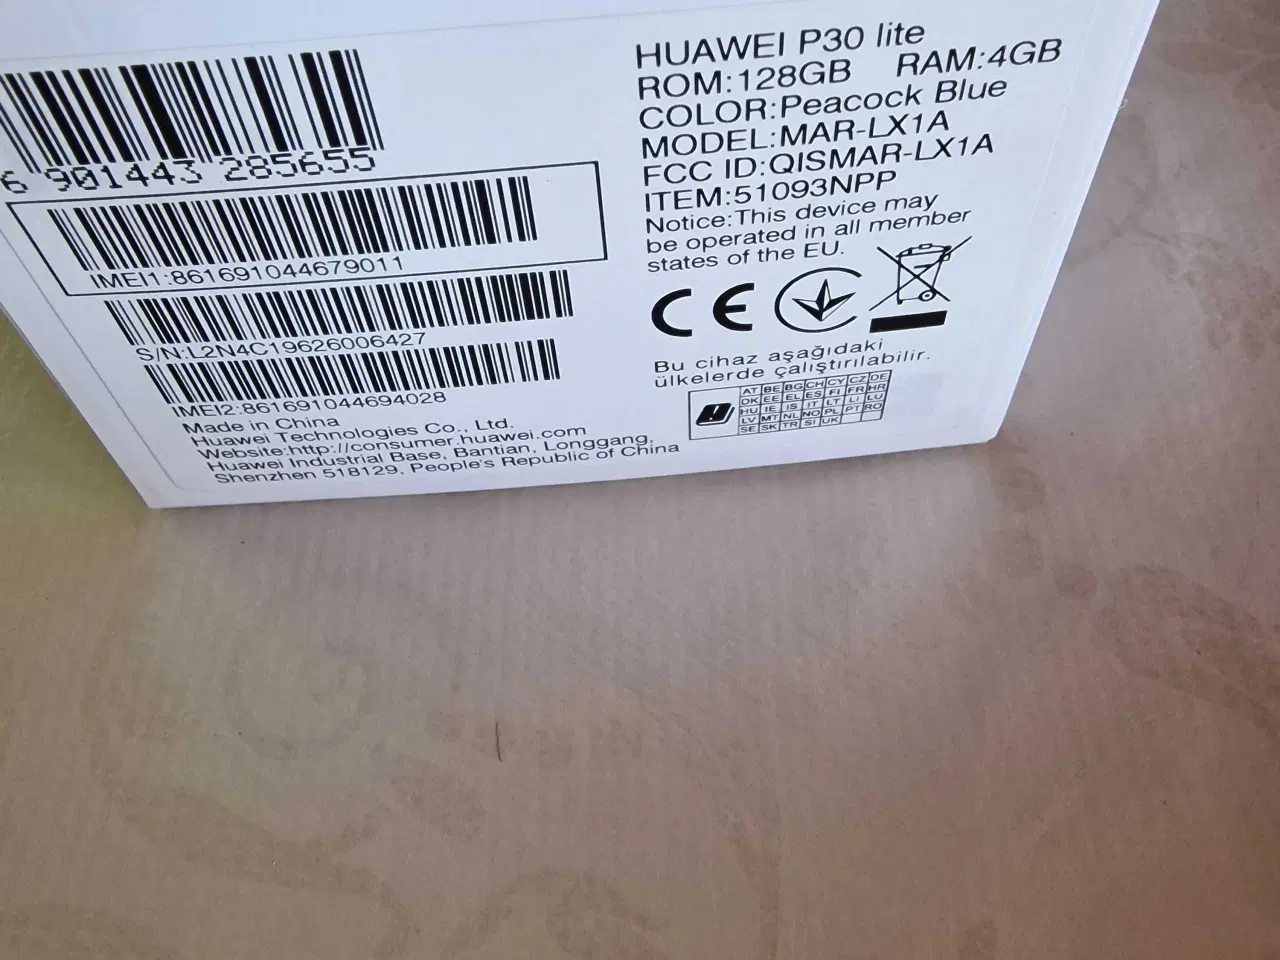 6 901443 285655
IMEI1:861691044679011
S/N:L2N4C19626006427
IMEI2:861691044694028
Made in China
Huawei Technologies Co., Ltd.
Website:http://consumer.huawei.com
Huawei Industrial Base, Bantian, Longgang,
Shenzhen 518129, People's Republic of China
HUAWEI P30 lite
ROM:128GB RAM:4GB
COLOR:Peacock Blue
MODEL:MAR-LX1A
FCC ID:QISMAR-LX1A
ITEM:51093NPP
Notice:This device may
be operated in all member
states of the EU.
CE
Bu cihaz aşağıdaki
ülkelerde çalıştırılabilir.
AT BE BG CH CY CZ DE
DK EE EL ES FI FR HR
HU IE IS IT LT LI LU
LV MT NL NO PL PT RO
SE SK TR SI UK